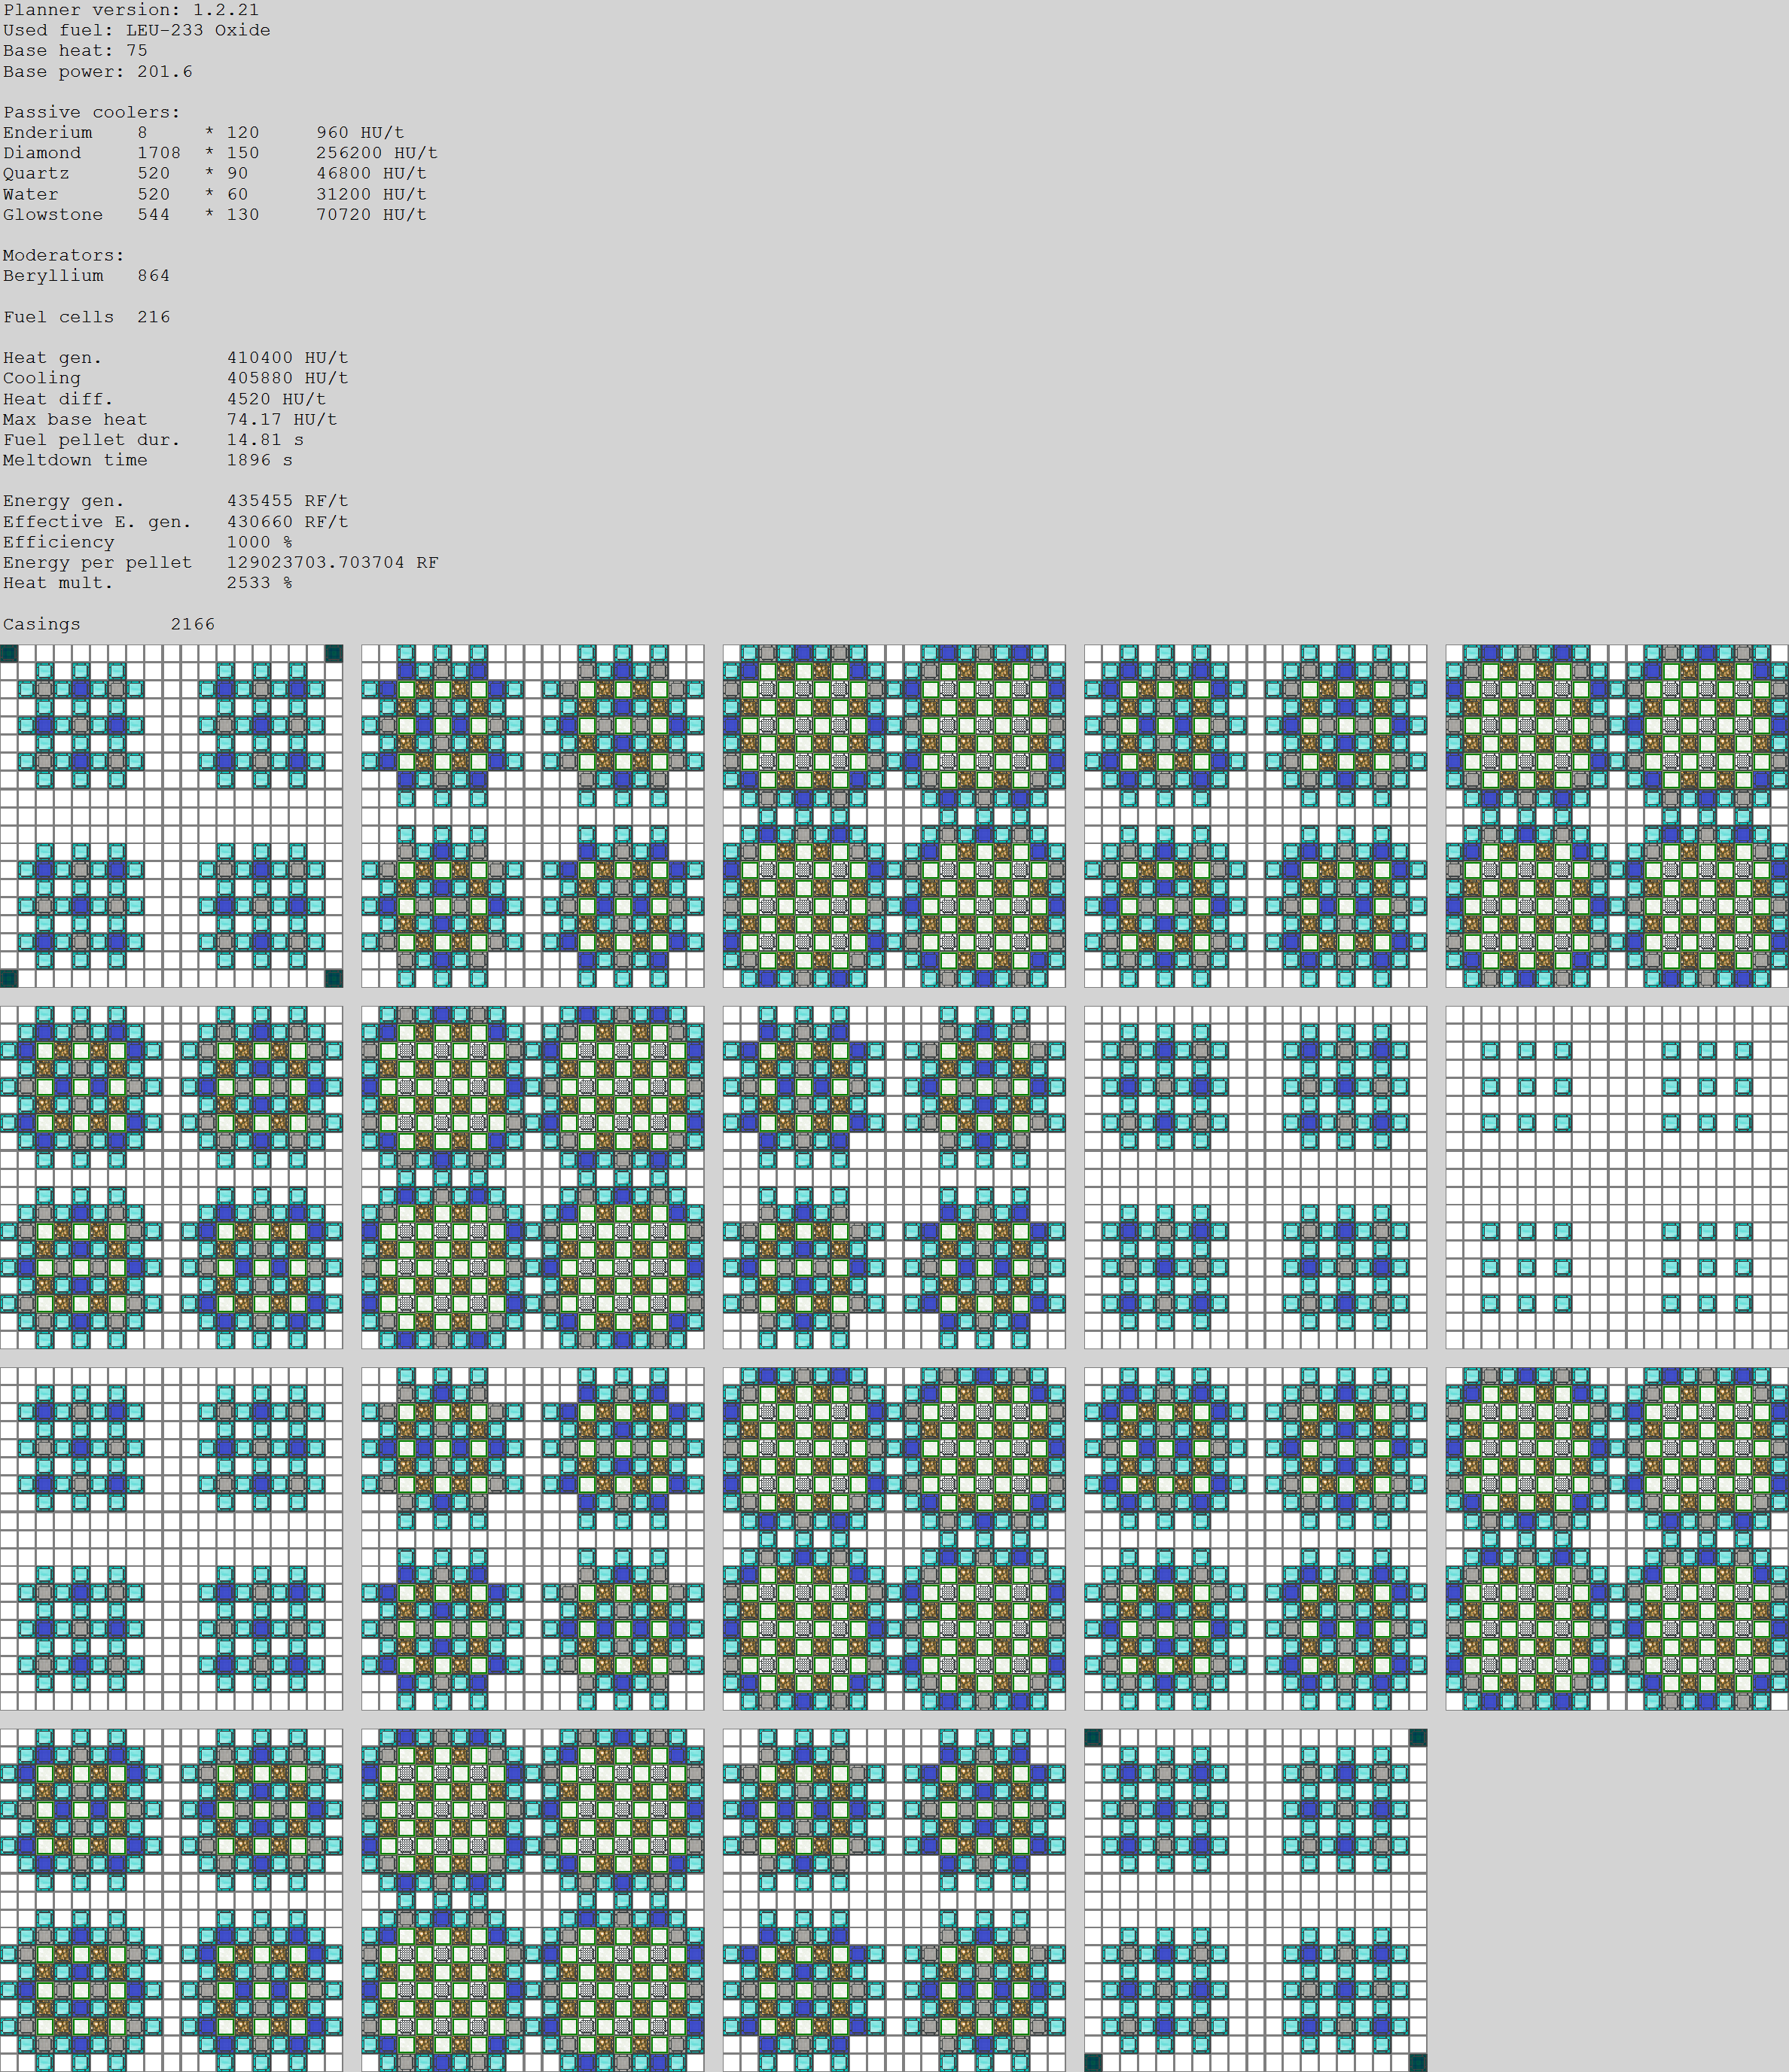 Planner version: 1.2.21
Used fuel: LEU-233 Oxide
Base heat: 75
Base power: 201.6
Passive coolers:
Enderium 8 * 120 960 HU/t
Diamond 1708 * 150 256200 HU/t
Quartz 520 * 90 46800 HU/t
Water 520 * 60 31200 HU/t
Glowstone 544 * 130 70720 HU/t
Moderators:
Beryllium 864
Fuel cells 216
Heat gen. 410400 HU/t
Cooling 405880 HU/t
Heat diff. 4520 HU/t
Max base heat 74.17 HU/t
Fuel pellet dur. 14.81 s
Meltdown time 1896 s
Energy gen. 435455 RF/t
Effective E. gen. 430660 RF/t
Efficiency 1000 %
Energy per pellet 129023703.703704 RF
Heat mult. 2533 %
Casings 2166